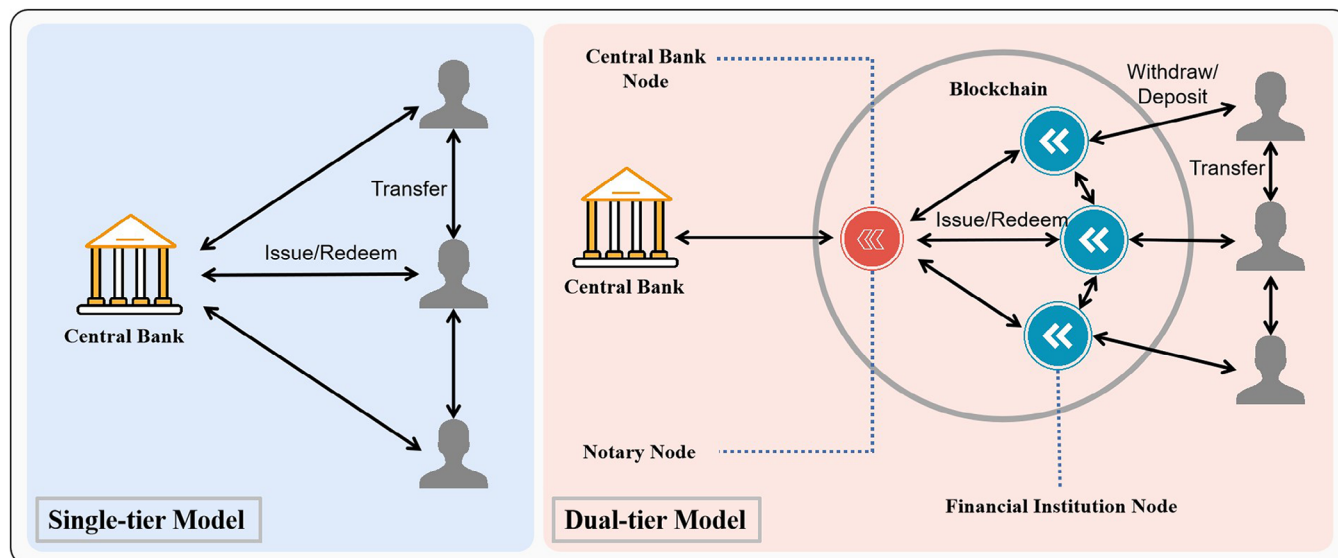 Transfer
Issue/Redeem
Central Bank
Single-tier Model
Central Bank
Node
Blockchain
Withdraw/
Deposit
Transfer
Issue/Redeem
Central Bank
Notary Node
Financial Institution Node
Dual-tier Model